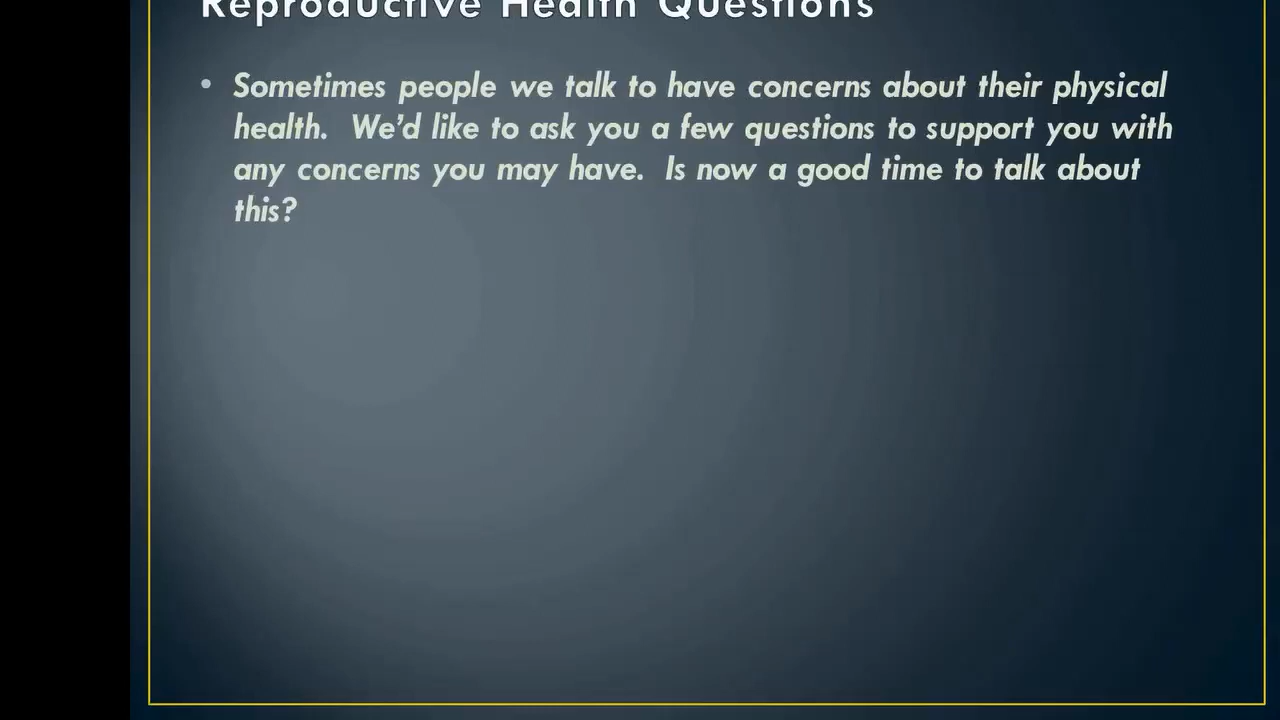 Reproductive Health Questions
• Sometimes people we talk to have concerns about their physical
health.  We’d like to ask you a few questions to support you with
any concerns you may have.  Is now a good time to talk about
this?